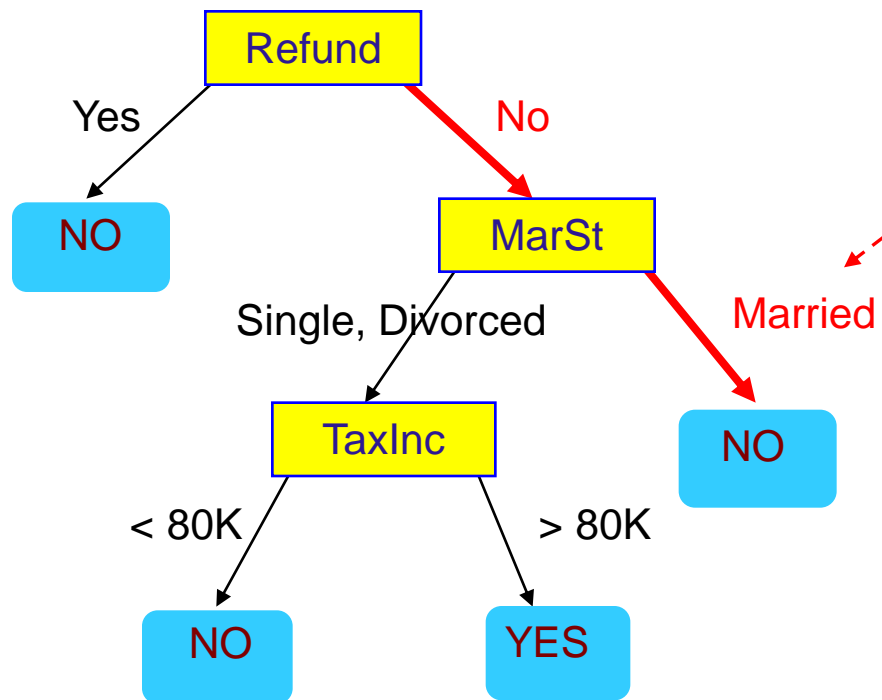 Refund
Yes
No
NO
MarSt
Single, Divorced
Married
TaxInc
NO
< 80K
> 80K
NO
YES